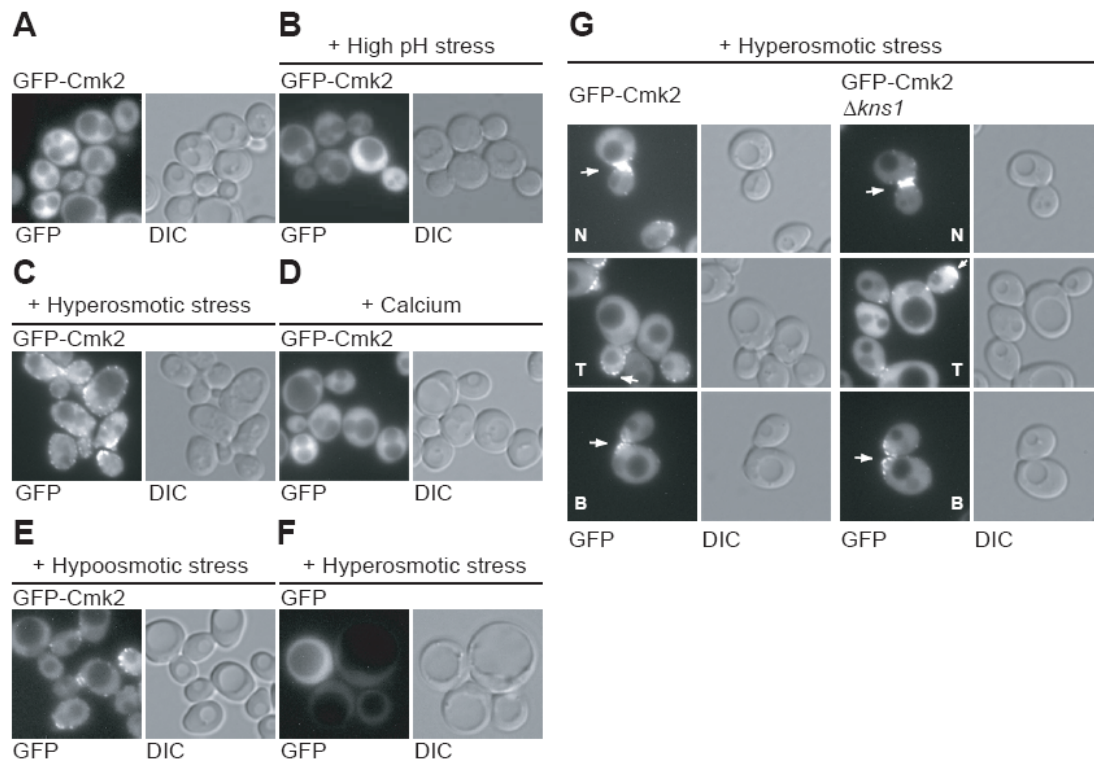 A
GFP-Cmk2
GFP DIC
B
+ High pH stress
GFP-Cmk2
GFP DIC
C
+ Hyperosmotic stress
GFP-Cmk2
GFP DIC
D
+ Calcium
GFP-Cmk2
GFP DIC
E
+ Hypoosmotic stress
GFP-Cmk2
GFP DIC
F
+ Hyperosmotic stress
GFP
GFP DIC
G
+ Hyperosmotic stress
GFP-Cmk2
GFP-Cmk2
Δkns1
N N
T T
B B
GFP DIC GFP DIC